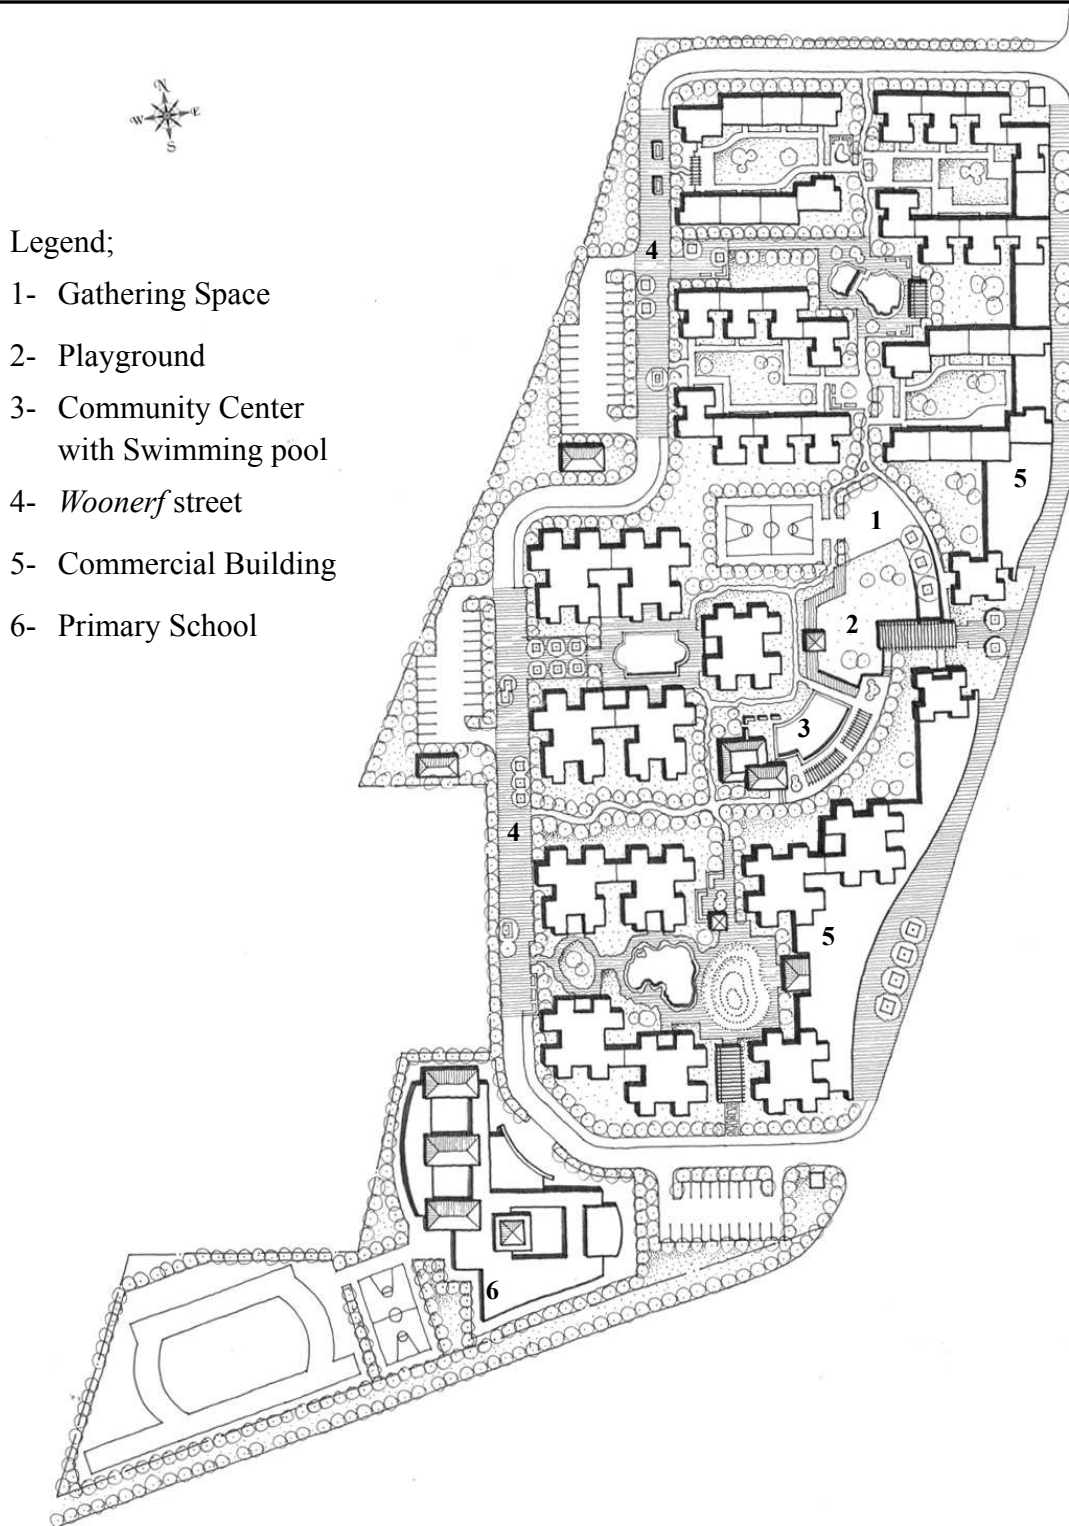 N
W E
S
Legend;
1- Gathering Space
2- Playground
3- Community Center
with Swimming pool
4- Woonerf street
5- Commercial Building
6- Primary School
4
5
1
2
3
4
5
6